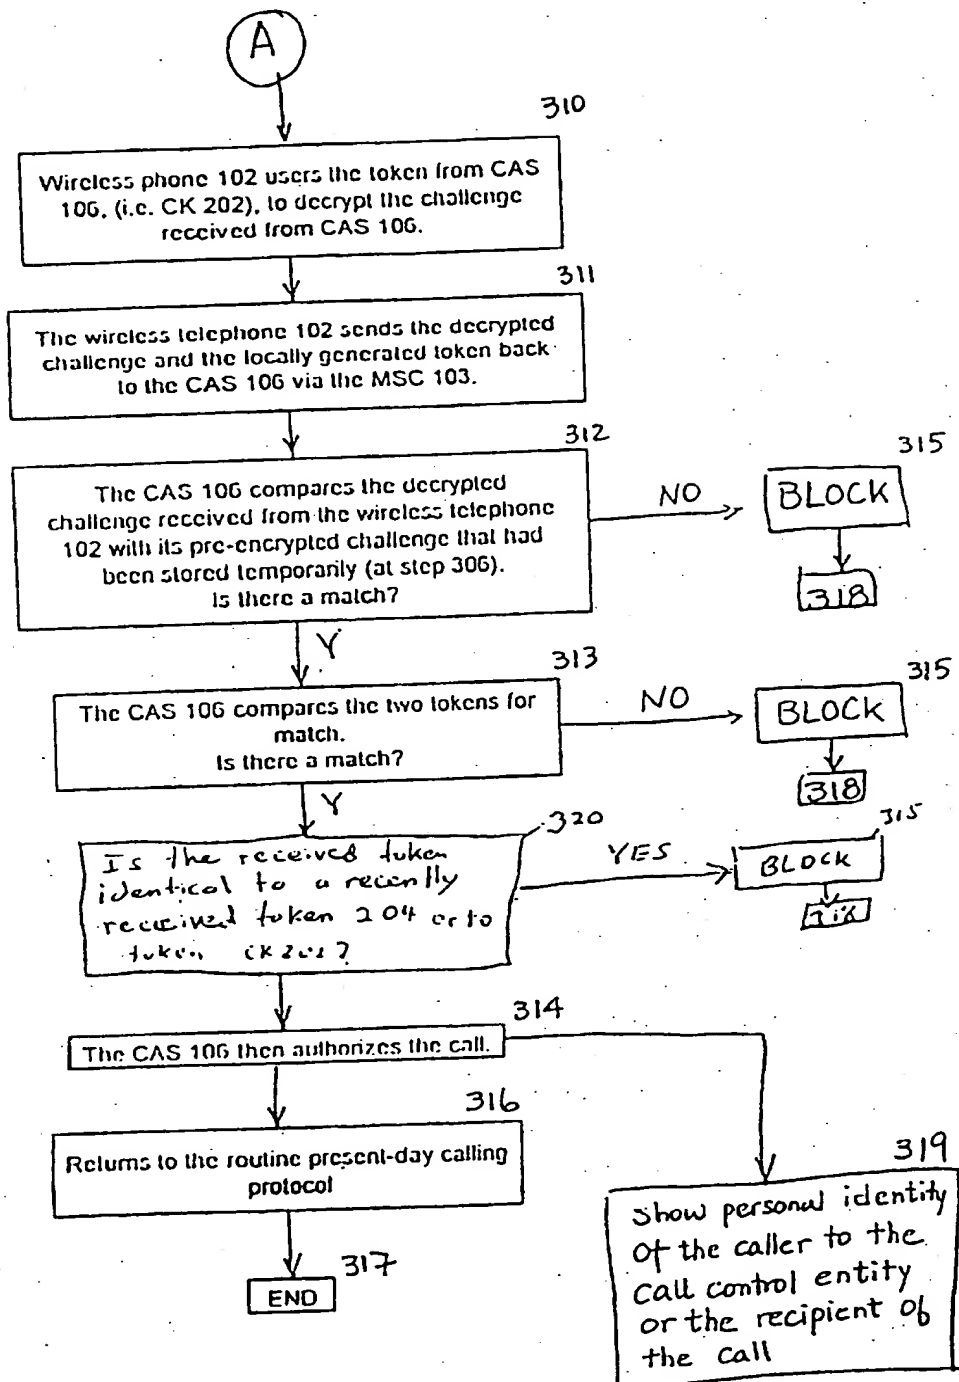 A
310
Wireless phone 102 users the token from CAS
106, (i.e. CK 202), to decrypt the challenge
received from CAS 106.
311
The wireless telephone 102 sends the decrypted
challenge and the locally generated token back
to the CAS 106 via the MSC 103.
312
The CAS 106 compares the decrypted
challenge received from the wireless telephone
102 with its pre-encrypted challenge that had
been stored temporarily (at step 306).
Is there a match?
NO
315
BLOCK
318
Y
313
The CAS 106 compares the two tokens for
match.
Is there a match?
NO
315
BLOCK
318
Y
320
Is the received token
identical to a recently
received token 204 or to
token
YES
315
BLOCK
314
The CAS 106 then authorizes the call.
316
Returns to the routine present-day calling
protocol
317
END
319
Show personal identity
Of the caller to the
Call control entity
or the recipient of
the call